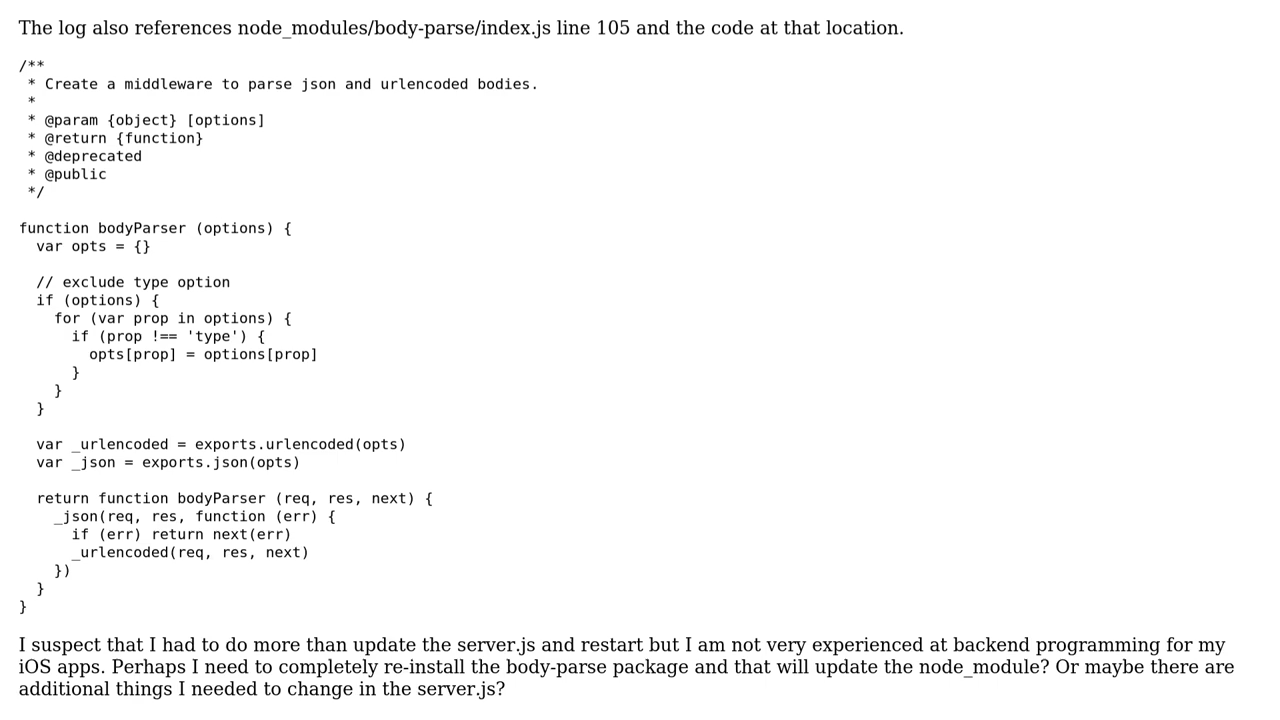 The log also references node_modules/body-parse/index.js line 105 and the code at that location.
/**
 * Create a middleware to parse json and urlencoded bodies.
 *
 * @param {object} [options]
 * @return {function}
 * @deprecated
 * @public
 */

function bodyParser (options) {
  var opts = {}

  // exclude type option
  if (options) {
    for (var prop in options) {
      if (prop !== 'type') {
        opts[prop] = options[prop]
      }
    }
  }

  var _urlencoded = exports.urlencoded(opts)
  var _json = exports.json(opts)

  return function bodyParser (req, res, next) {
    _json(req, res, function (err) {
      if (err) return next(err)
      _urlencoded(req, res, next)
    })
  }
}
I suspect that I had to do more than update the server.js and restart but I am not very experienced at backend programming for my
iOS apps. Perhaps I need to completely re-install the body-parse package and that will update the node_module? Or maybe there are
additional things I needed to change in the server.js?